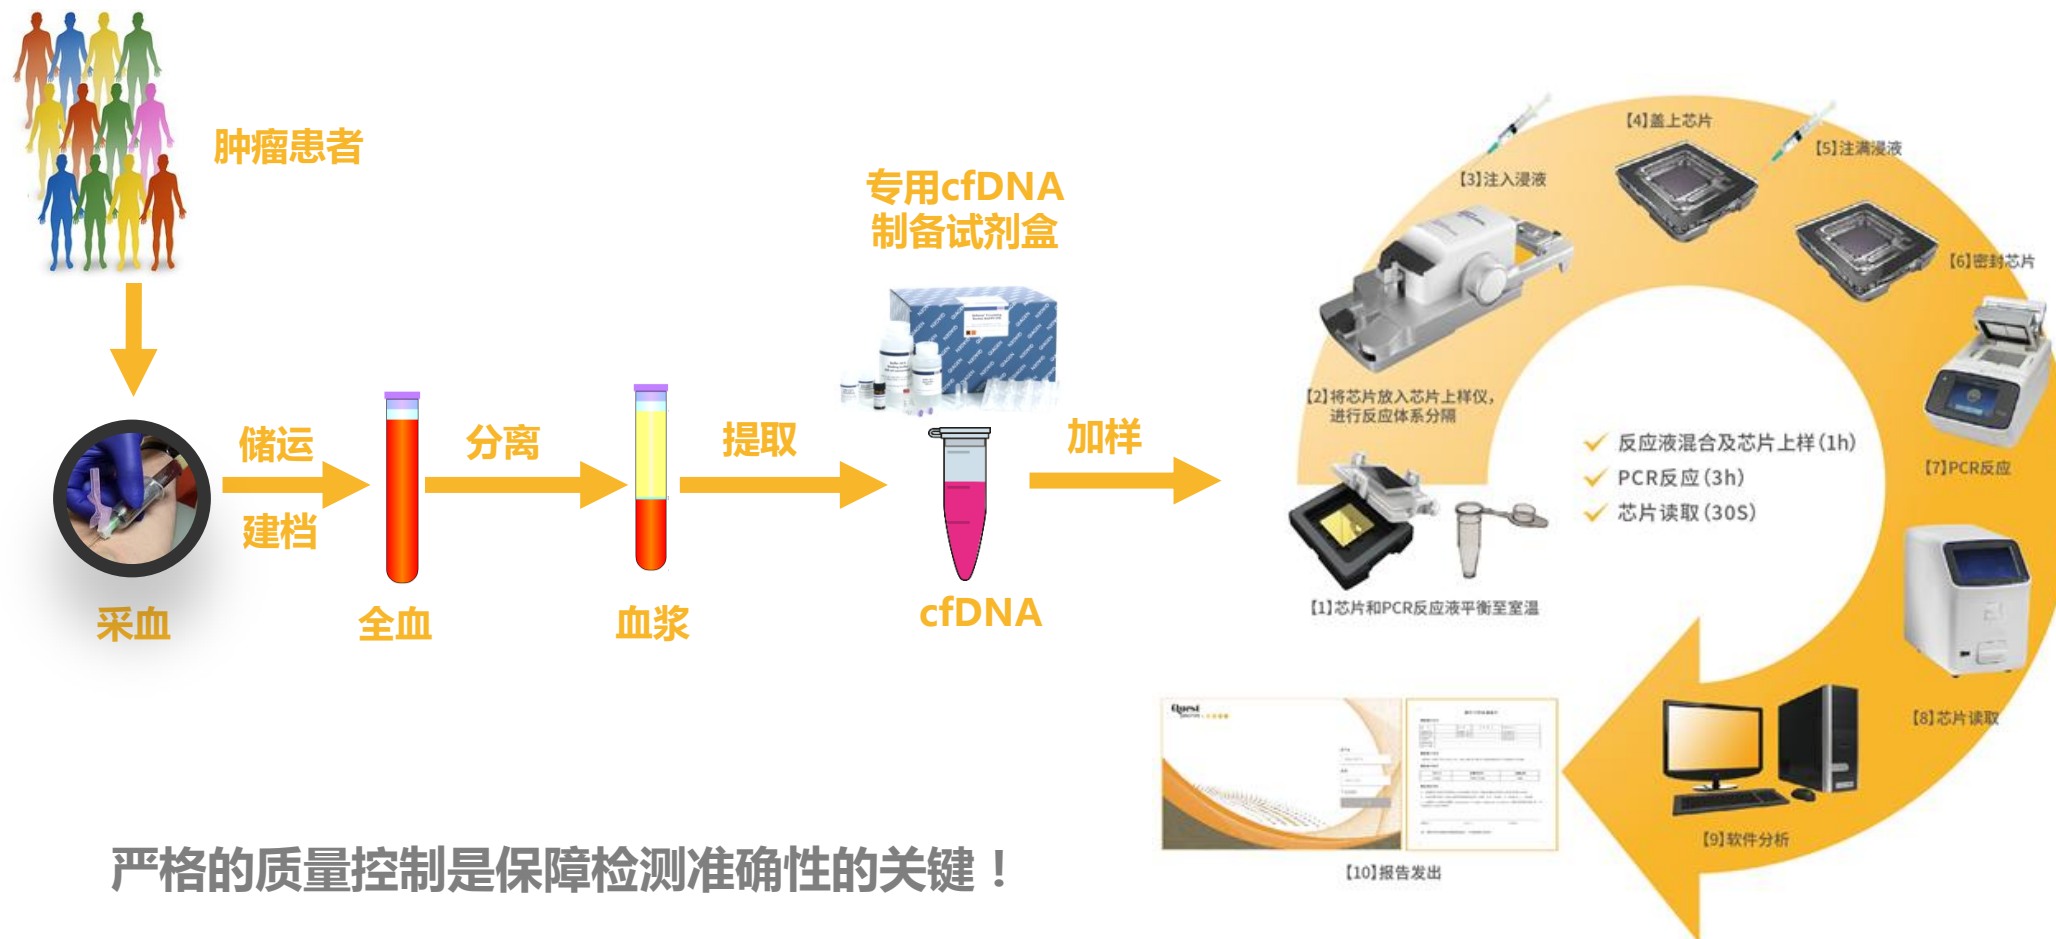 肿瘤患者
采血
储运
建档
全血
分离
血浆
提取
专用cfDNA
制备试剂盒
QIAGEN
cfDNA
加样
【1】芯片和PCR反应液平衡至室温
【2】将芯片放入芯片上样仪，
进行反应体系分隔
【3】注入浸液
【4】盖上芯片
【5】注满浸液
【6】密封芯片
【7】PCR反应
【8】芯片读取
【9】软件分析
【10】报告发出
反应液混合及芯片上样（1h）
PCR反应（3h）
芯片读取（30S）
Quest
严格的质量控制是保障检测准确性的关键！